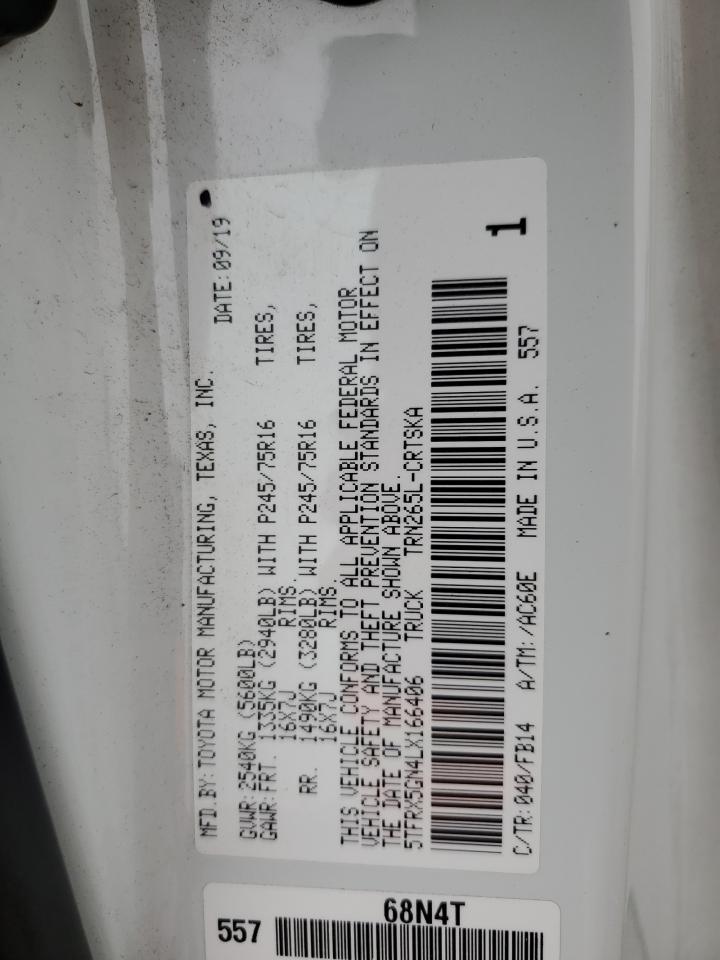 MFD.BY:TOYOTA MOTOR MANUFACTURING, TEXAS, INC.
DATE:09/19
GVWR:2540KG (5600LB)
GAWR:FRT. 1335KG (2940LB) WITH P245/75R16 TIRES,
16X7J RIMS.
RR. 1490KG (3280LB) WITH P245/75R16 TIRES,
16X7J RIMS.
THIS VEHICLE CONFORMS TO ALL APPLICABLE FEDERAL MOTOR
VEHICLE SAFETY AND THEFT PREVENTION STANDARDS IN EFFECT ON
THE DATE OF MANUFACTURE SHOWN ABOVE.
5TFRX5GN4LX166406 TRUCK TRN265L-CRTSKA
1
C/TR:040/FB14 A/TM:/AC60E MADE IN U.S.A. 557
68N4T
557